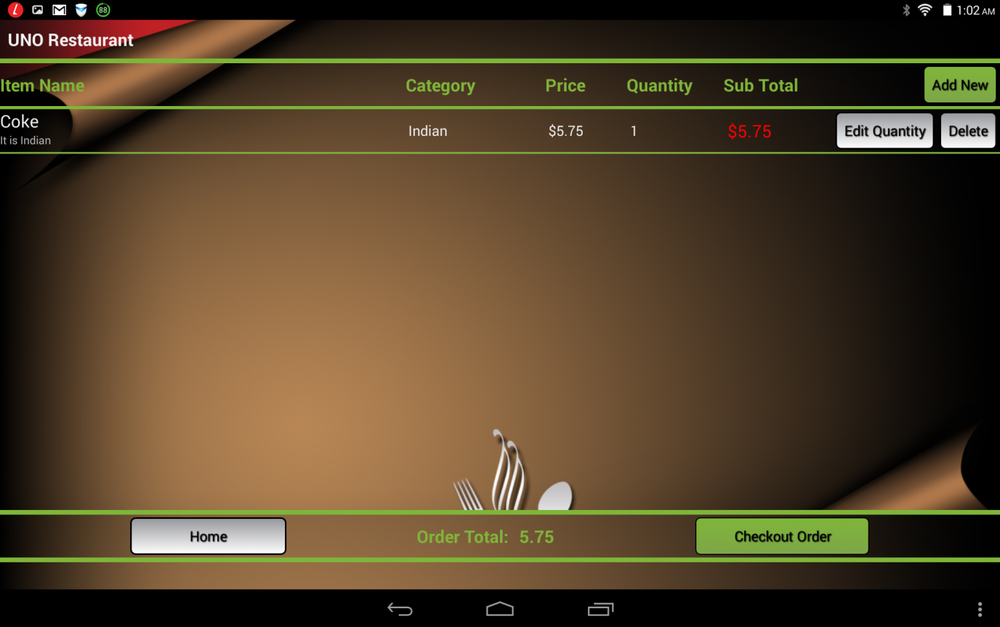 88 1:02 AM
UNO Restaurant
Item Name Category Price Quantity Sub Total Add New
Coke
It is Indian
Indian $5.75 1 $5.75 Edit Quantity Delete
Home Order Total: 5.75 Checkout Order